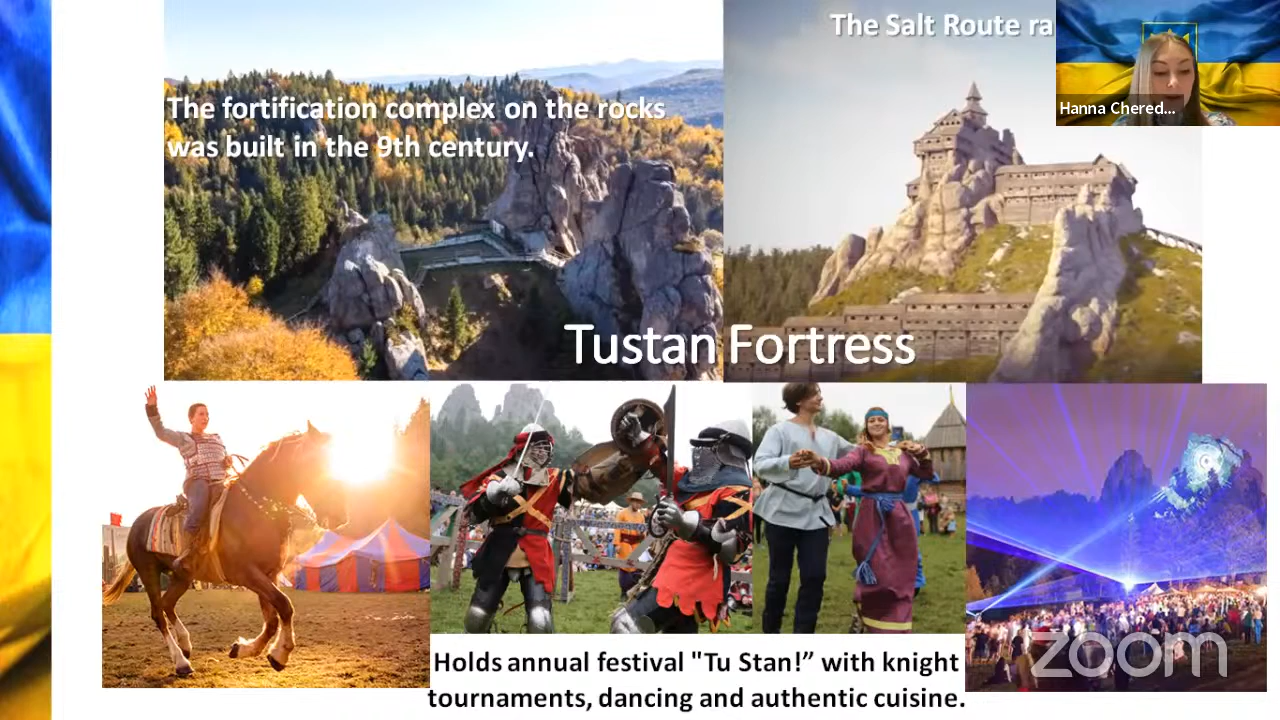 The Salt Route ra
Hanna Chered...
The fortification complex on the rocks
was built in the 9th century.
Tustan Fortress
Holds annual festival "Tu Stan!” with knight
tournaments, dancing and authentic cuisine.
zoom